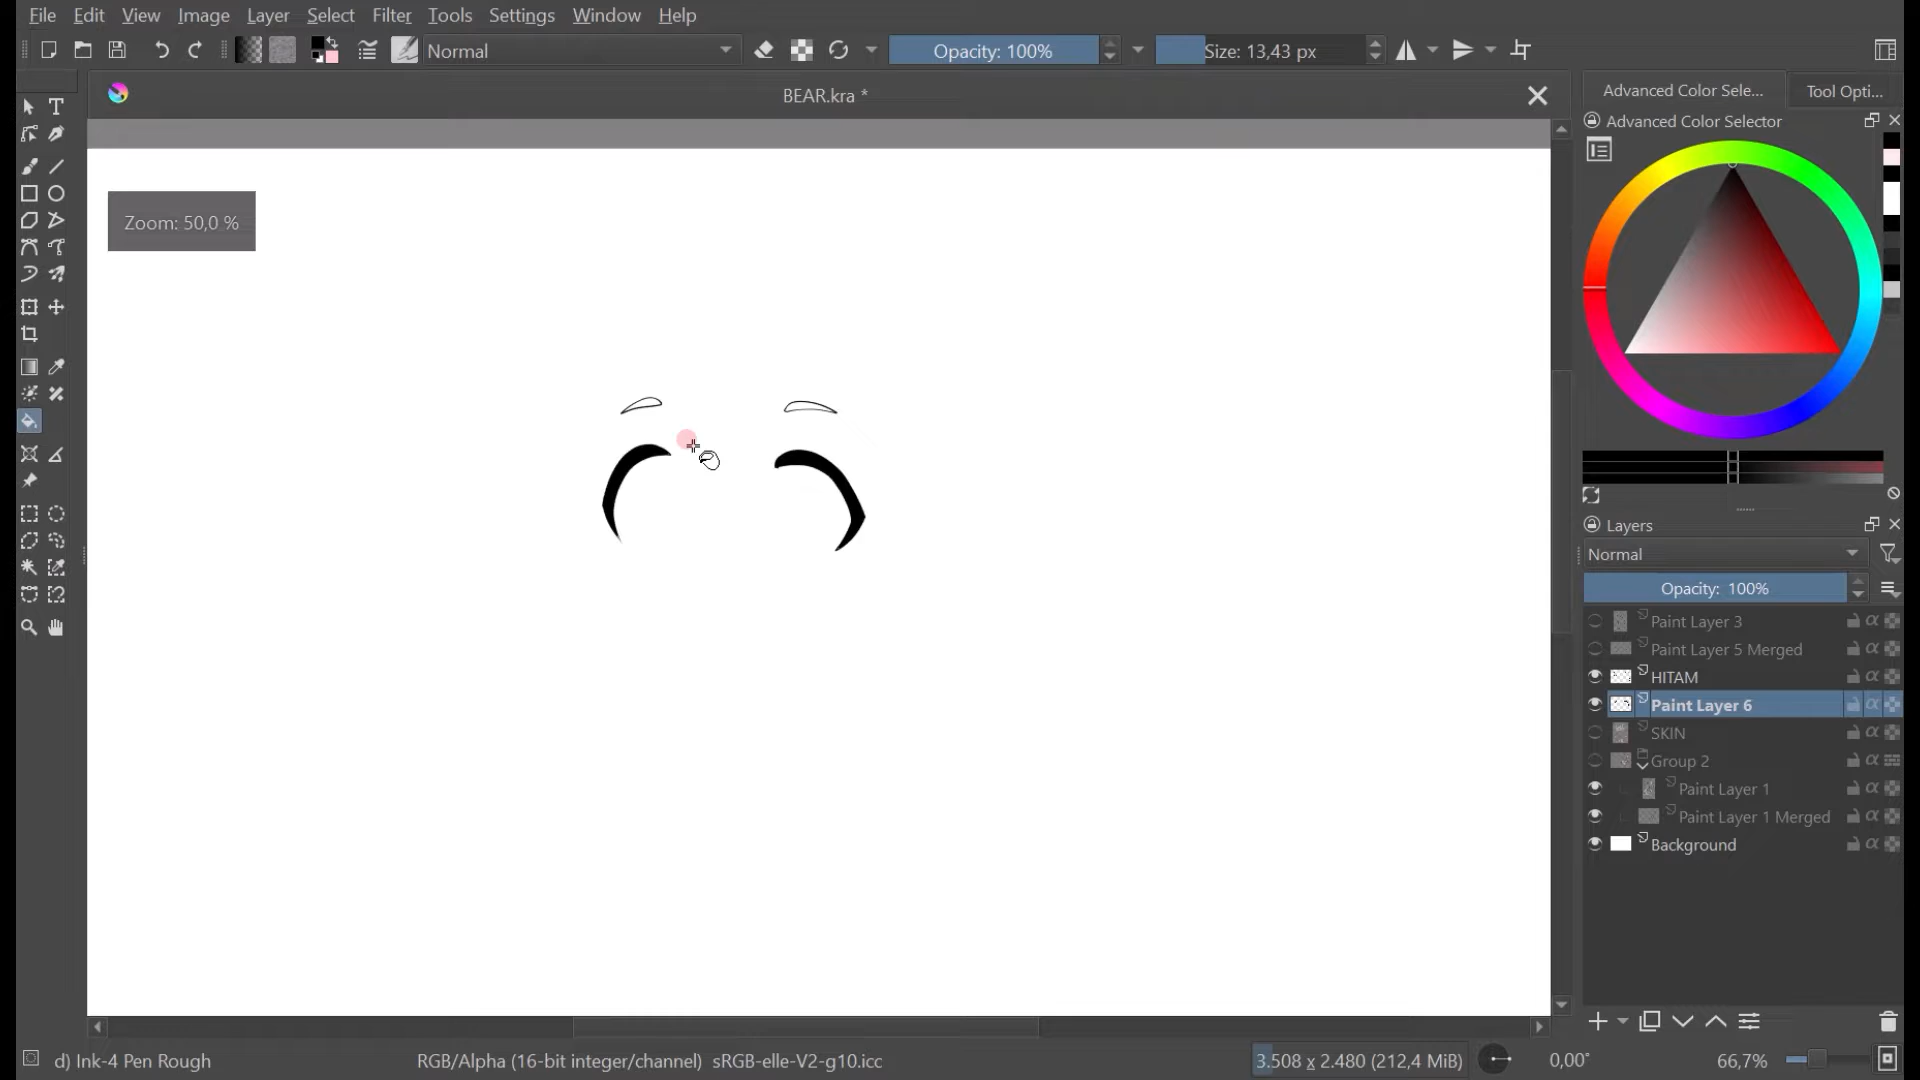 File Edit View Image Layer Select Filter Tools Settings Window Help
Normal
Opacity: 100%
Size: 13,43 px
BEAR.kra *
Advanced Color Sele...
Tool Opti...
Advanced Color Selector
Zoom: 50,0 %
Layers
Normal
Opacity: 100%
Paint Layer 3
Paint Layer 5 Merged
HITAM
Paint Layer 6
SKIN
Group 2
Paint Layer 1
Paint Layer 1 Merged
Background
d) Ink-4 Pen Rough
RGB/Alpha (16-bit integer/channel) sRGB-elle-V2-g10.icc
3.508 x 2.480 (212,4 MiB)
0,00°
66,7%